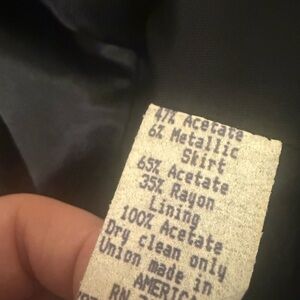 47% Acetate
6% Metallic
Skirt
65% Acetate
35% Rayon
Lining
100% Acetate
Dry clean only
Union made in
AMERICA
RN